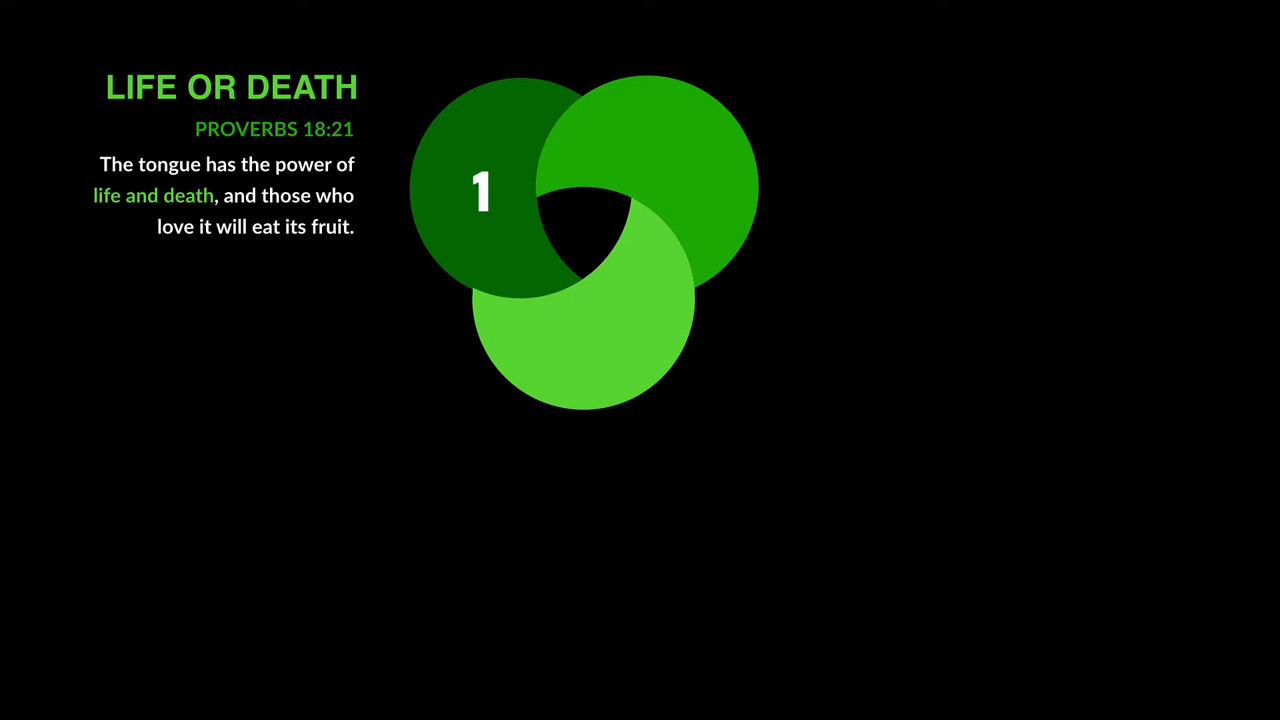 LIFE OR DEATH
PROVERBS 18:21
The tongue has the power of
life and death, and those who
love it will eat its fruit.
1